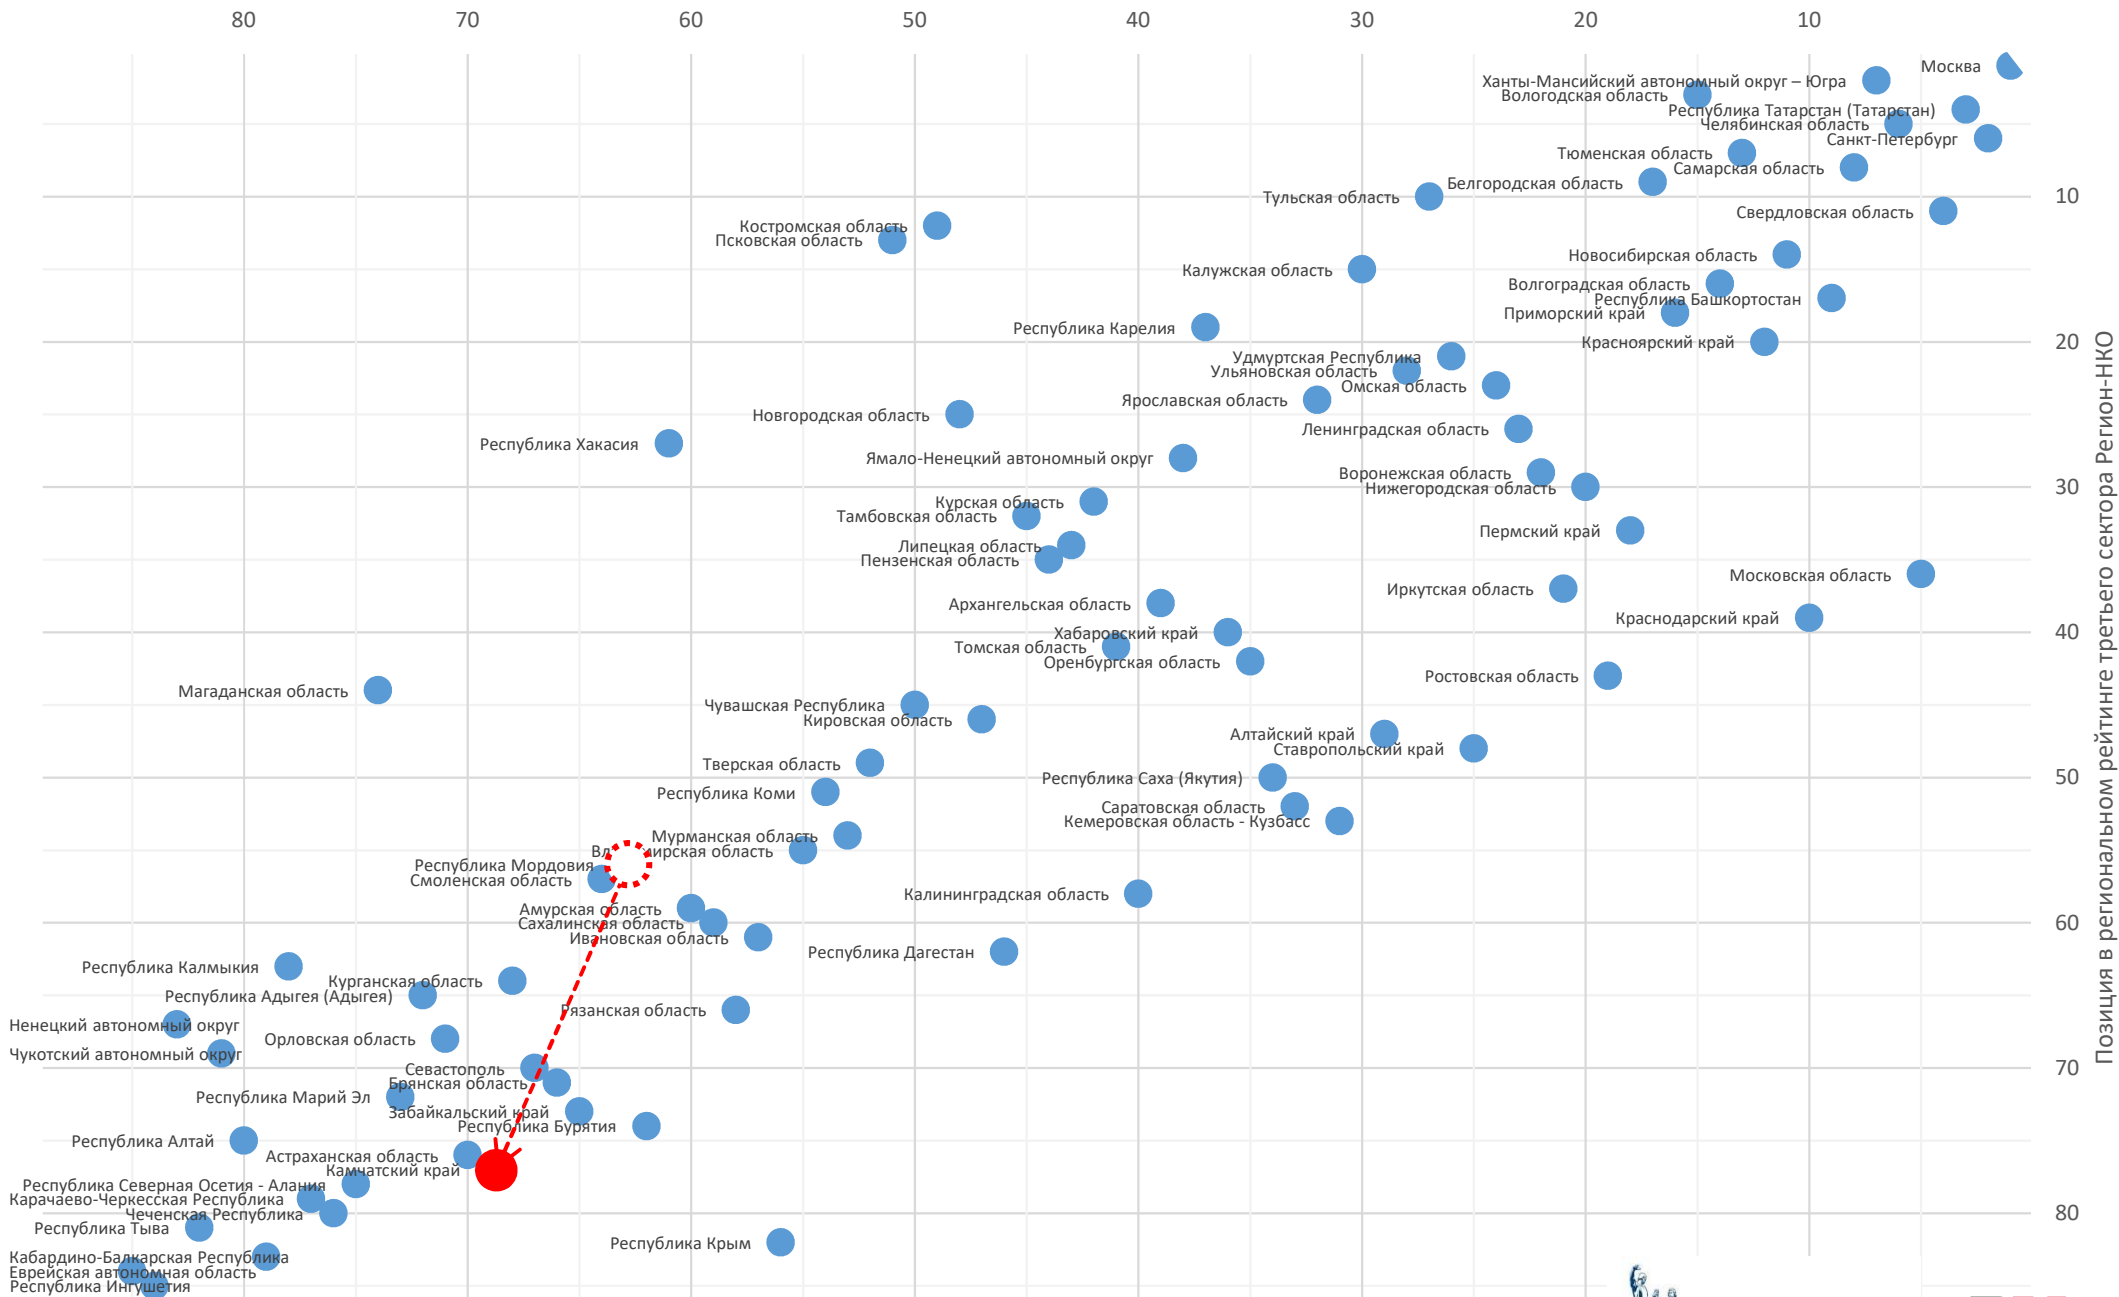 80 70 60 50 40 30 20 10
Москва
Ханты-Мансийский автономный округ – Югра
Вологодская область
Республика Татарстан (Татарстан)
Челябинская область
Санкт-Петербург
Тюменская область
Самарская область
Белгородская область
Тульская область
10
Свердловская область
Костромская область
Псковская область
Новосибирская область
Калужская область
Волгоградская область
Республика Башкортостан
Приморский край
Республика Карелия
Красноярский край
20
Удмуртская Республика
Ульяновская область
Омская область
Ярославская область
Новгородская область
Ленинградская область
Республика Хакасия
Ямало-Ненецкий автономный округ
Воронежская область
Нижегородская область
30
Курская область
Тамбовская область
Пермский край
Липецкая область
Пензенская область
Московская область
Иркутская область
Архангельская область
Краснодарский край
Хабаровский край
40
Томская область
Оренбургская область
Ростовская область
Магаданская область
Чувашская Республика
Кировская область
Алтайский край
Ставропольский край
Тверская область
Республика Саха (Якутия)
50
Республика Коми
Саратовская область
Кемеровская область - Кузбасс
Мурманская область
Владимирская область
Республика Мордовия
Смоленская область
Калининградская область
Амурская область
Сахалинская область
60
Ивановская область
Республика Дагестан
Республика Калмыкия
Курганская область
Республика Адыгея (Адыгея)
Рязанская область
Ненецкий автономный округ
Орловская область
Чукотский автономный округ
Севастополь
70
Брянская область
Республика Марий Эл
Забайкальский край
Республика Бурятия
Республика Алтай
Астраханская область
Камчатский край
Республика Северная Осетия - Алания
Карачаево-Черкесская Республика
Чеченская Республика
80
Республика Тыва
Республика Крым
Кабардино-Балкарская Республика
Еврейская автономная область
Республика Ингушетия
Позиция в региональном рейтинге третьего сектора Регион-НКО